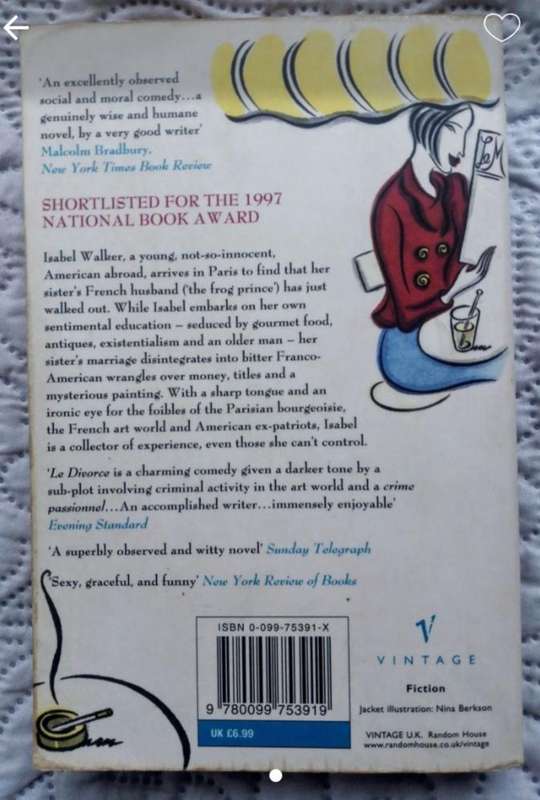 'An excellently observed
social and moral comedy...a
genuinely wise and humane
novel, by a very good writer'
Malcolm Bradbury.
New York Times Book Review
SHORTLISTED FOR THE 1997
NATIONAL BOOK AWARD
Isabel Walker, a young, not-so-innocent,
American abroad, arrives in Paris to find that her
sister's French husband ('the frog prince') has just
walked out. While Isabel embarks on her own
sentimental education – seduced by gourmet food,
antiques, existentialism and an older man – her
sister's marriage disintegrates into bitter Franco-
American wrangles over money, titles and a
mysterious painting. With a sharp tongue and an
ironic eye for the foibles of the Parisian bourgeoisie,
the French art world and American ex-patriots, Isabel
is a collector of experience, even those she can't control.
'Le Divorce is a charming comedy given a darker tone by a
sub-plot involving criminal activity in the art world and a crime
passionnel...An accomplished writer...immensely enjoyable'
Evening Standard
'A superbly observed and witty novel' Sunday Telegraph
'Sexy, graceful, and funny' New York Review of Books
ISBN 0-099-75391-X
9 780099 753919
UK £6.99
V
VINTAGE
Fiction
Jacket illustration: Nina Berkson
VINTAGE U.K. Random House
www.randomhouse.co.uk/vintage